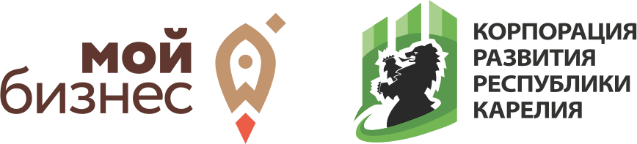 мой
бизнес
КОРПОРАЦИЯ
РАЗВИТИЯ
РЕСПУБЛИКИ
КАРЕЛИЯ